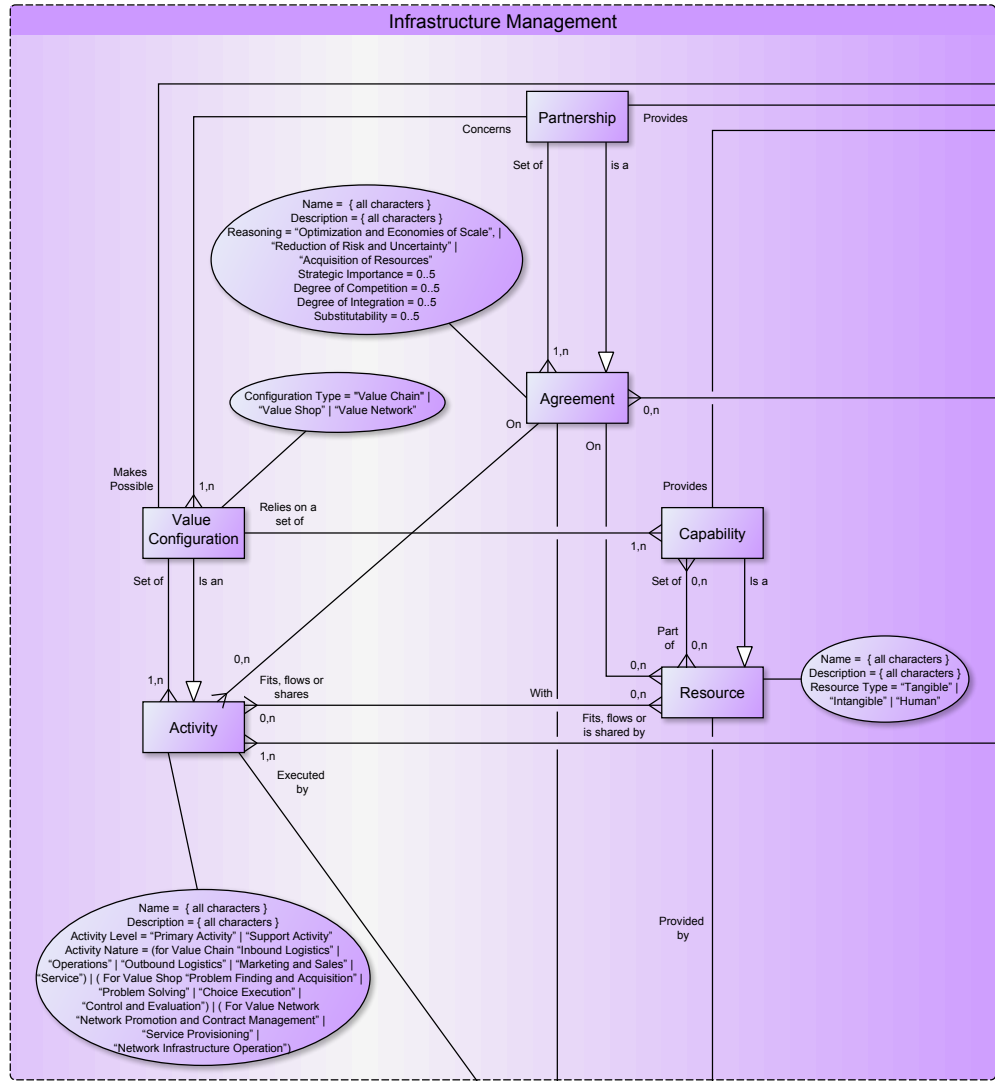 Infrastructure Management
Partnership
Concerns
Provides
Set of
is a
Name =  { all characters }
Description = { all characters }
Reasoning = “Optimization and Economies of Scale”, |
“Reduction of Risk and Uncertainty” |
“Acquisition of Resources”
Strategic Importance = 0..5
Degree of Competition = 0..5
Degree of Integration = 0..5
Substitutability = 0..5
1,n
Agreement
0,n
Configuration Type = "Value Chain" |
“Value Shop” | “Value Network”
On
On
Makes
Possible
1,n
Provides
Relies on a
set of
Value
Configuration
Capability
1,n
Set of
Is an
Set of
0,n
Is a
Part
of
0,n
0,n
1,n
0,n
Fits, flows or
shares
With
0,n
Resource
Name =  { all characters }
Description = { all characters }
Resource Type = “Tangible” |
“Intangible” | “Human”
Activity
0,n
Fits, flows or
is shared by
1,n
Executed
by
Name =  { all characters }
Description = { all characters }
Activity Level = “Primary Activity” | “Support Activity”
Activity Nature = (for Value Chain “Inbound Logistics” |
“Operations” | “Outbound Logistics” | “Marketing and Sales” |
“Service”) | ( For Value Shop “Problem Finding and Acquisition” |
“Problem Solving” | “Choice Execution” |
“Control and Evaluation”) | ( For Value Network
“Network Promotion and Contract Management” |
“Service Provisioning” |
“Network Infrastructure Operation”)
Provided
by